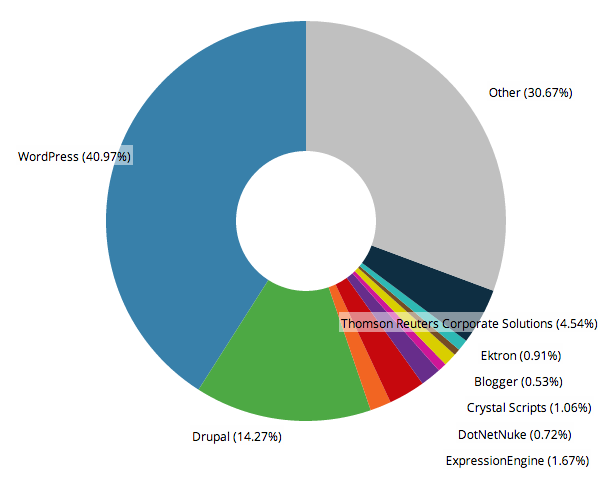 Other (30.67%)
WordPress (40.97%)
Thomson Reuters Corporate Solutions (4.54%)
Ektron (0.91%)
Blogger (0.53%)
Crystal Scripts (1.06%)
DotNetNuke (0.72%)
Drupal (14.27%)
ExpressionEngine (1.67%)